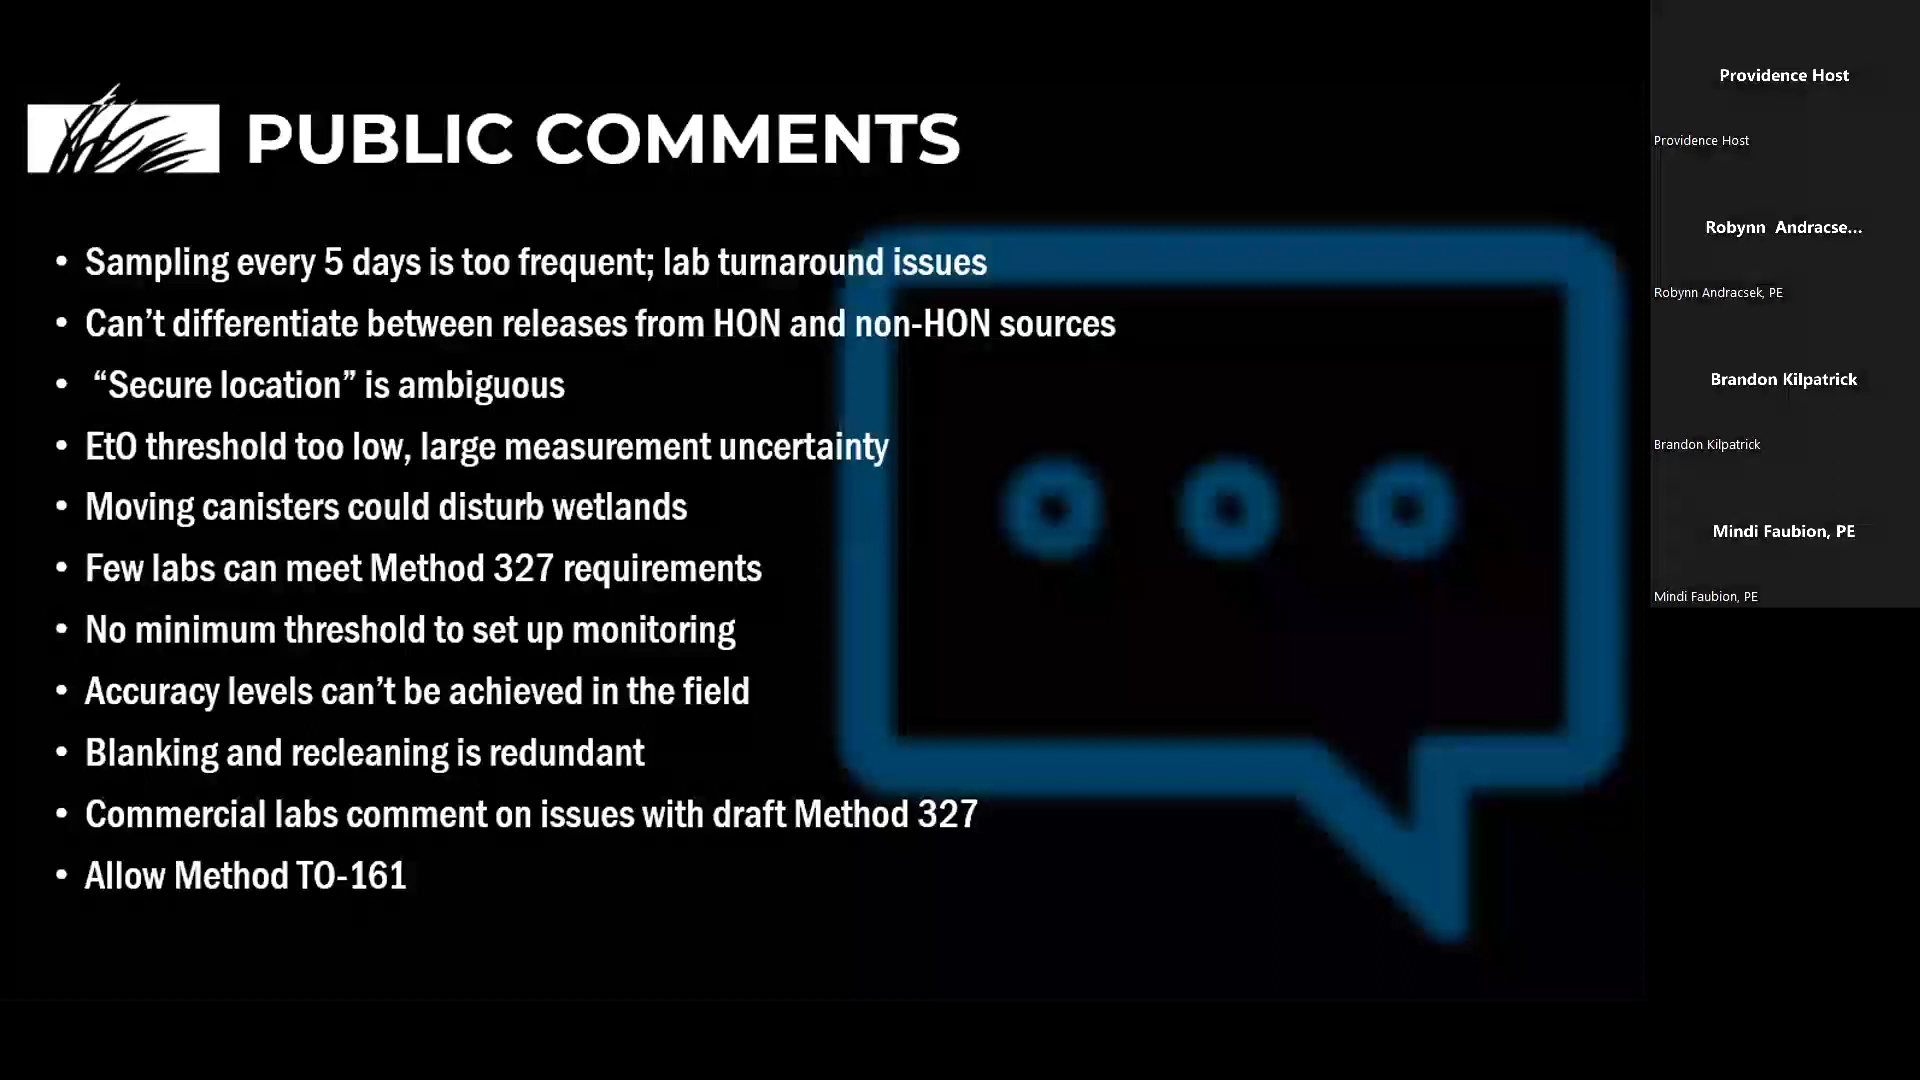 PUBLIC COMMENTS
• Sampling every 5 days is too frequent; lab turnaround issues
• Can’t differentiate between releases from HON and non-HON sources
• “Secure location” is ambiguous
• EtO threshold too low, large measurement uncertainty
• Moving canisters could disturb wetlands
• Few labs can meet Method 327 requirements
• No minimum threshold to set up monitoring
• Accuracy levels can’t be achieved in the field
• Blanking and recleaning is redundant
• Commercial labs comment on issues with draft Method 327
• Allow Method TO-161
Providence Host
Providence Host
Robynn Andracse...
Robynn Andracsek, PE
Brandon Kilpatrick
Brandon Kilpatrick
Mindi Faubion, PE
Mindi Faubion, PE